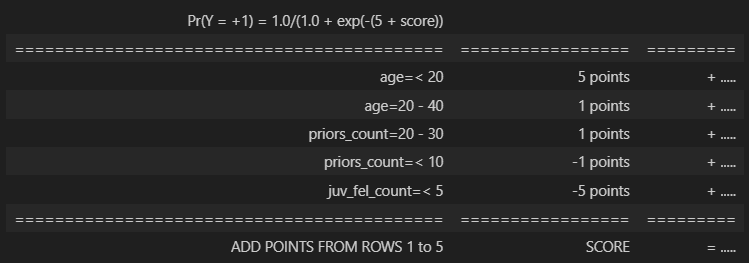 Pr(Y = +1) = 1.0/(1.0 + exp(-(5 + score))
=========================================== ================= =========
age=< 20 5 points + .....
age=20 - 40 1 points + .....
priors_count=20 - 30 1 points + .....
priors_count=< 10 -1 points + .....
juv_fel_count=< 5 -5 points + .....
=========================================== ================= =========
ADD POINTS FROM ROWS 1 to 5 SCORE = .....